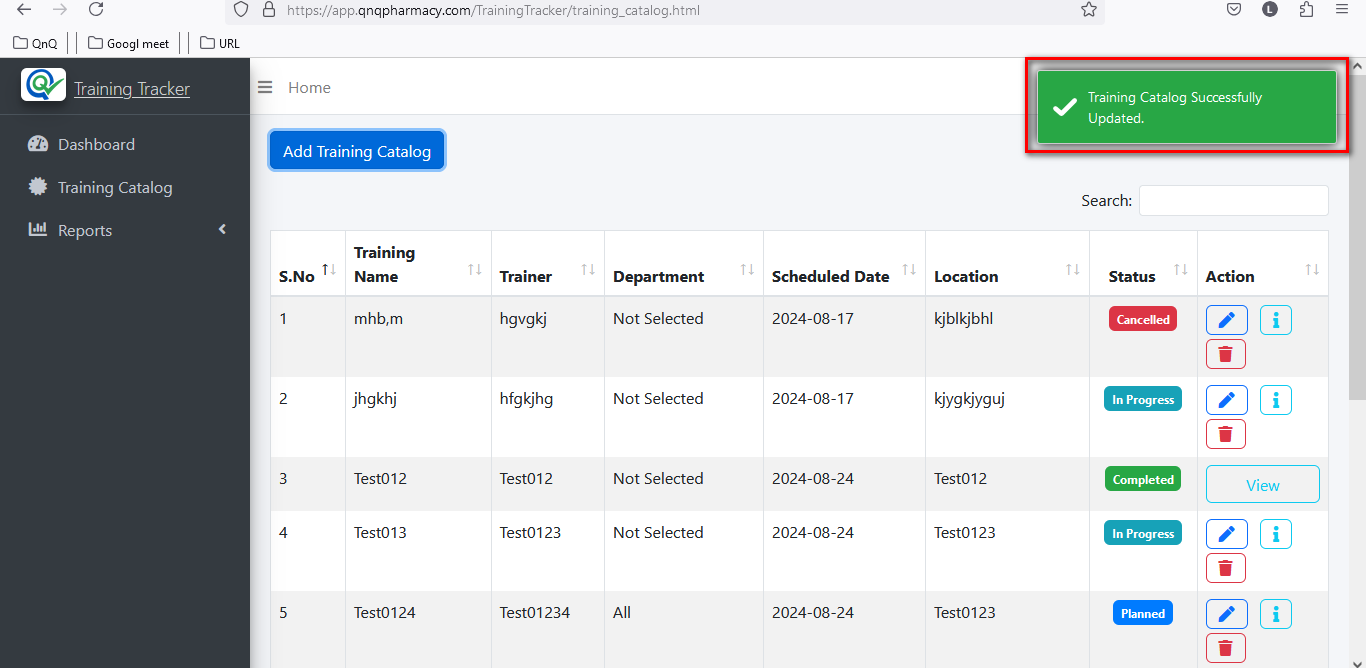 https://app.qnqpharmacy.com/TrainingTracker/training_catalog.html
L
QnQ
Googl meet
URL
Training Tracker
Home
Training Catalog Successfully
Updated.
Dashboard
Add Training Catalog
Training Catalog
Search:
Reports
S.No Training Name Trainer Department Scheduled Date Location Status Action
1 mhb,m hgvgkj Not Selected 2024-08-17 kjblkjbhl Cancelled
2 jhgkhj hfgkjhg Not Selected 2024-08-17 kjygkjyguj In Progress
3 Test012 Test012 Not Selected 2024-08-24 Test012 Completed View
4 Test013 Test0123 Not Selected 2024-08-24 Test0123 In Progress
5 Test0124 Test01234 All 2024-08-24 Test0123 Planned